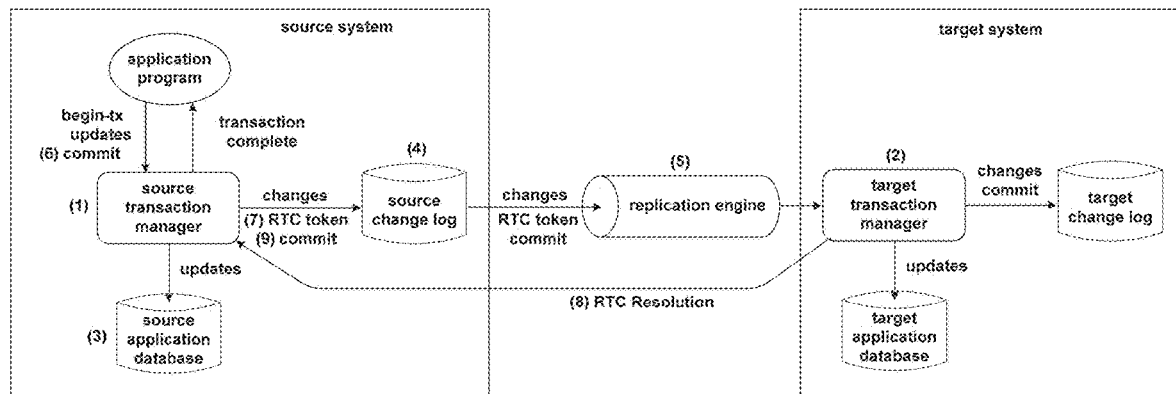 source system
target system
application
program
begin-tx
updates
(6) commit
transaction
complete
(1)
source
transaction
manager
changes
(7) RTC token
(9) commit
(4)
source
change log
changes
RTC token
commit
(5)
replication engine
(2)
target
transaction
manager
changes
commit
target
change log
updates
(8) RTC Resolution
updates
(3)
source
application
database
target
application
database